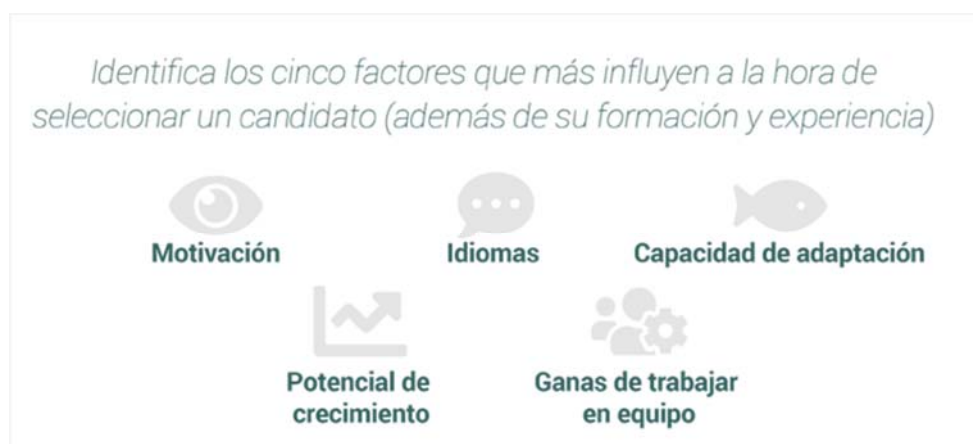 Identifica los cinco factores que más influyen a la hora de
seleccionar un candidato (además de su formación y experiencia)
Motivación
Idiomas
Capacidad de adaptación
Potencial de
crecimiento
Ganas de trabajar
en equipo